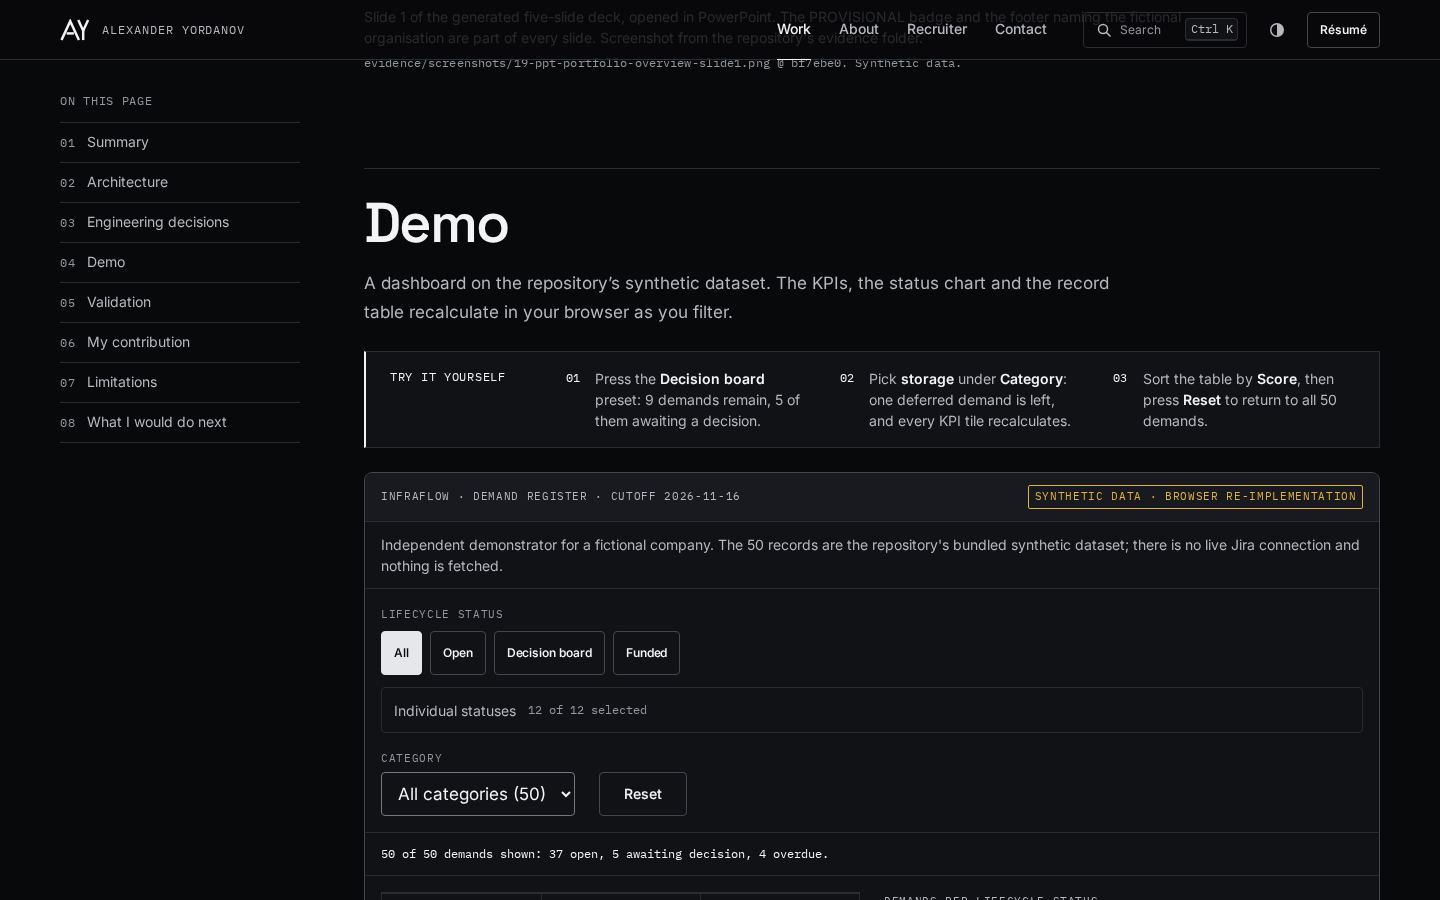 Slide 1 of the generated five-slide deck, opened in PowerPoint. The PROVISIONAL badge and the footer naming the fictional
organisation are part of every slide. Screenshot from the repository's evidence folder.
AY ALEXANDER YORDANOV
Work About Recruiter Contact
Search Ctrl K
Résumé
evidence/screenshots/19-ppt-portfolio-overview-slide1.png @ bf7ebe0. Synthetic data.
ON THIS PAGE
01 Summary
02 Architecture
03 Engineering decisions
04 Demo
05 Validation
06 My contribution
07 Limitations
08 What I would do next
Demo
A dashboard on the repository’s synthetic dataset. The KPIs, the status chart and the record
table recalculate in your browser as you filter.
TRY IT YOURSELF
01 Press the Decision board
preset: 9 demands remain, 5 of
them awaiting a decision.
02 Pick storage under Category:
one deferred demand is left,
and every KPI tile recalculates.
03 Sort the table by Score, then
press Reset to return to all 50
demands.
INFRAFLOW · DEMAND REGISTER · CUTOFF 2026-11-16
SYNTHETIC DATA · BROWSER RE-IMPLEMENTATION
Independent demonstrator for a fictional company. The 50 records are the repository's bundled synthetic dataset; there is no live Jira connection and
nothing is fetched.
LIFECYCLE STATUS
All Open Decision board Funded
Individual statuses 12 of 12 selected
CATEGORY
All categories (50) Reset
50 of 50 demands shown: 37 open, 5 awaiting decision, 4 overdue.
DEMANDS PER LIFECYCLE STATUS